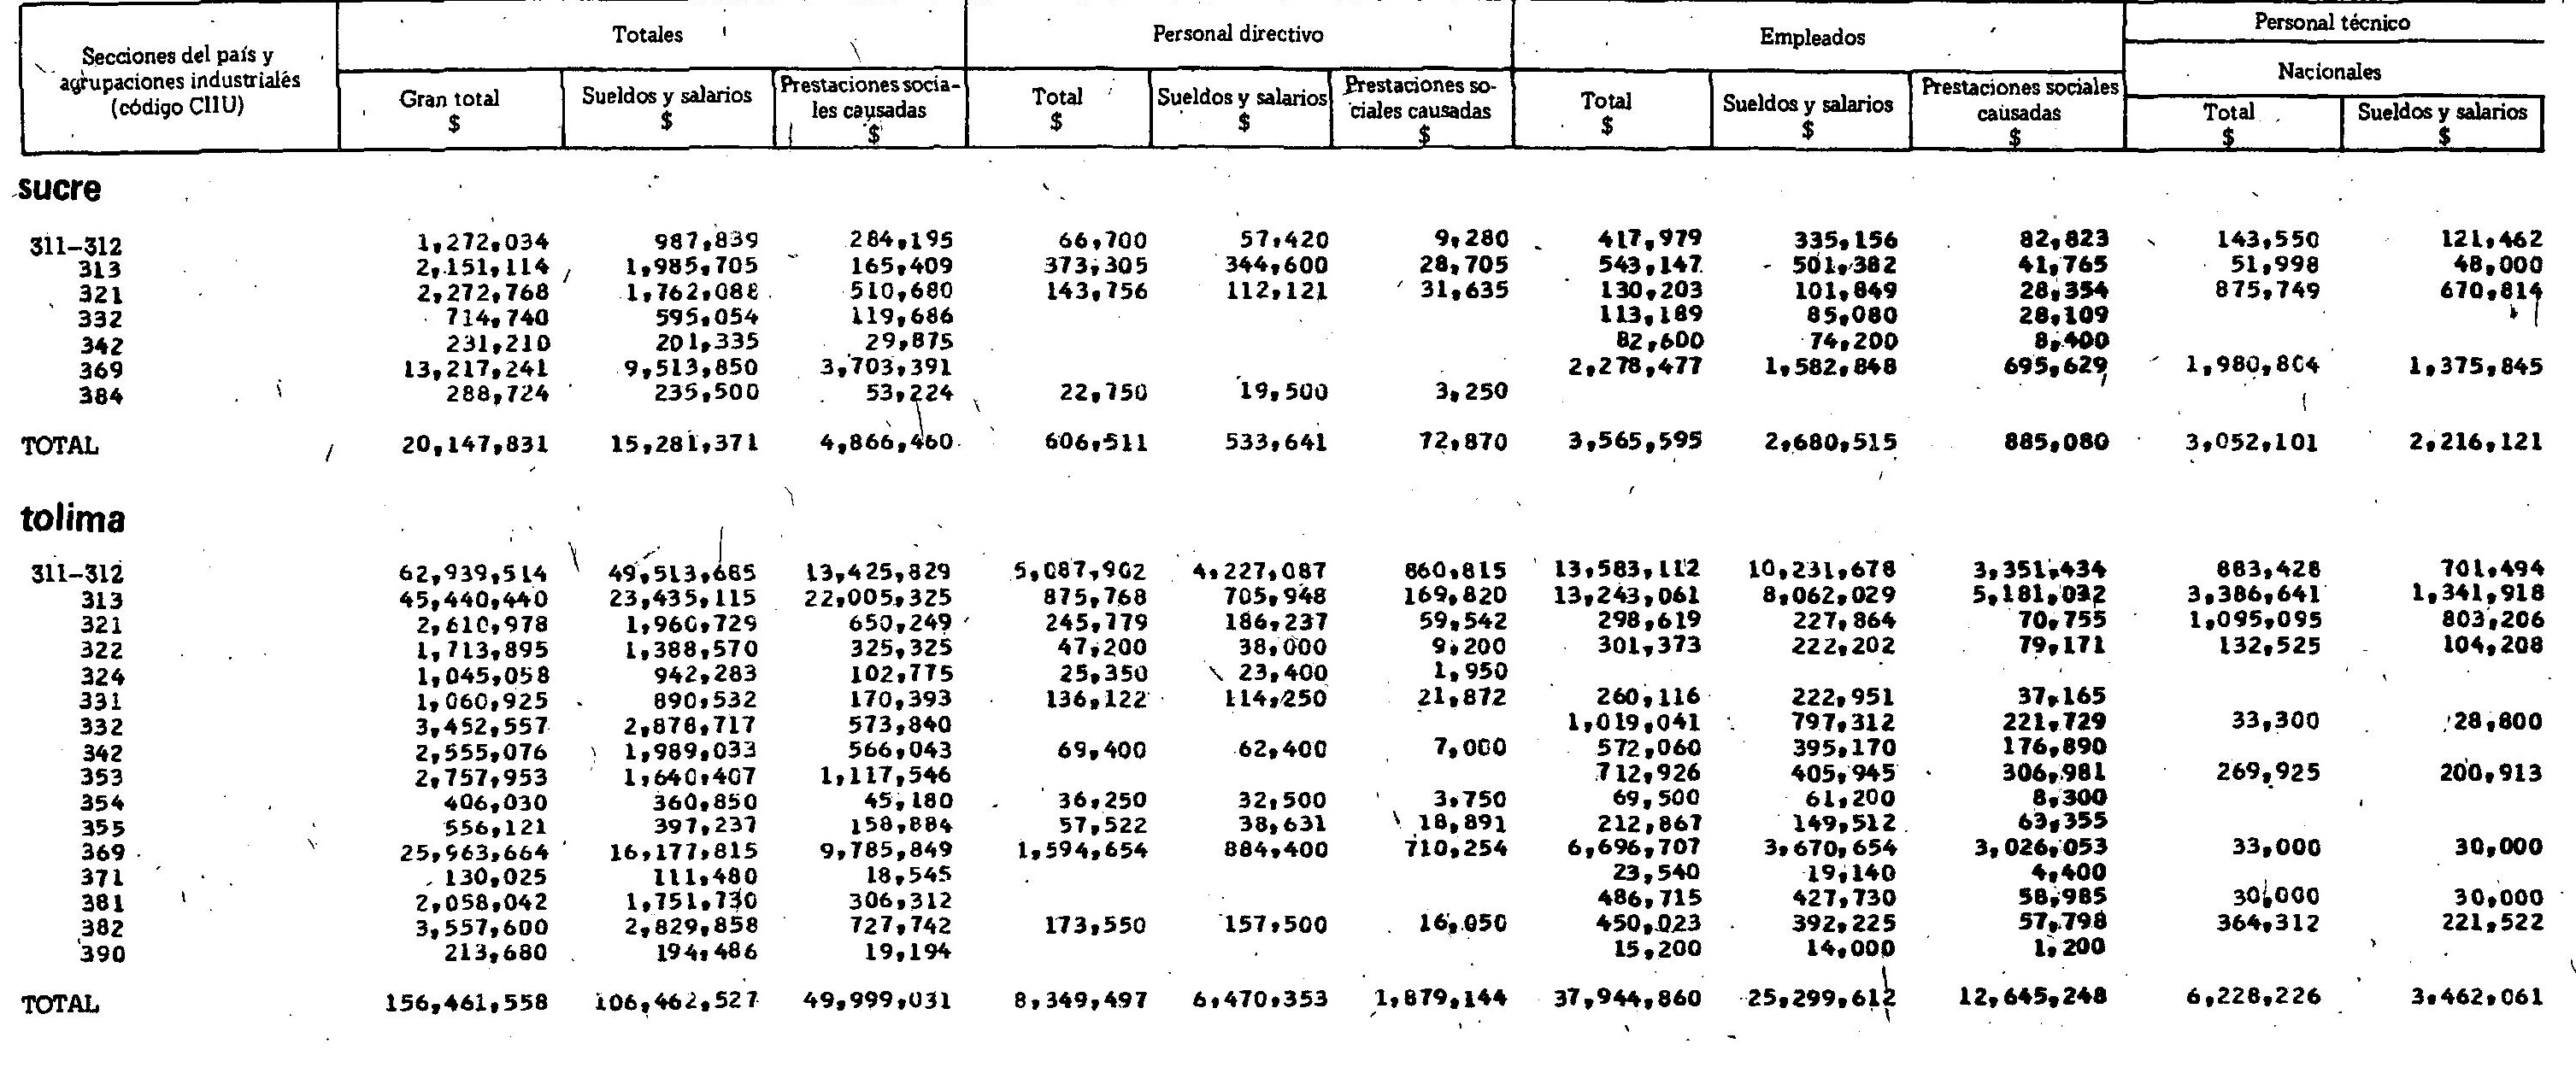 Secciones del país y agrupaciones industriales (código CIIU)
Totales
Personal directivo
Empleados
Personal técnico
Nacionales
Gran total $
Sueldos y salarios $
Prestaciones socia-les causadas $
Total $
Sueldos y salarios $
Prestaciones so-ciales causadas $
Total $
Sueldos y salarios $
Prestaciones sociales causadas $
Total $
Sueldos y salarios $
sucre
311-312 1,272,034 987,839 284,195 66,700 57,420 9,280 417,979 335,156 82,823 143,550 121,462
313 2,151,114 1,985,705 165,409 373,305 344,600 28,705 543,147 501,382 41,765 51,998 48,000
321 2,272,768 1,762,088 510,680 143,756 112,121 31,635 130,203 101,849 28,354 875,749 670,814
332 714,740 595,054 119,686 113,189 85,080 28,109
342 231,210 201,335 29,875 82,600 74,200 8,400
369 13,217,241 9,513,850 3,703,391 2,278,477 1,582,848 695,629 1,980,804 1,375,845
384 288,724 235,500 53,224 22,750 19,500 3,250
TOTAL 20,147,831 15,281,371 4,866,460 606,511 533,641 72,870 3,565,595 2,680,515 885,080 3,052,101 2,216,121
tolima
311-312 62,939,514 49,513,685 13,425,829 5,087,902 4,227,087 860,815 13,583,112 10,231,678 3,351,434 883,428 701,494
313 45,440,440 23,435,115 22,005,325 875,768 705,948 169,820 13,243,061 8,062,029 5,181,032 3,386,641 1,341,918
321 2,610,978 1,960,729 650,249 245,779 186,237 59,542 298,619 227,864 70,755 1,095,095 803,206
322 1,713,895 1,388,570 325,325 47,200 38,000 9,200 301,373 222,202 79,171 132,525 104,208
324 1,045,058 942,283 102,775 25,350 23,400 1,950
331 1,060,925 890,532 170,393 136,122 114,250 21,872 260,116 222,951 37,165
332 3,452,557 2,878,717 573,840 1,019,041 797,312 221,729 33,300 28,800
342 2,555,076 1,989,033 566,043 69,400 62,400 7,000 572,060 395,170 176,890
353 2,757,953 1,640,407 1,117,546 712,926 405,945 306,981 269,925 200,913
354 406,030 360,850 45,180 36,250 32,500 3,750 69,500 61,200 8,300
355 556,121 397,237 158,884 57,522 38,631 18,891 212,867 149,512 63,355
369 25,963,664 16,177,815 9,785,849 1,594,654 884,400 710,254 6,696,707 3,670,654 3,026,053 33,000 30,000
371 130,025 111,480 18,545 23,540 19,140 4,400
381 2,058,042 1,751,730 306,312 486,715 427,730 58,985 30,000 30,000
382 3,557,600 2,829,858 727,742 173,550 157,500 16,050 450,023 392,225 57,798 364,312 221,522
390 213,680 194,486 19,194 15,200 14,000 1,200
TOTAL 156,461,558 106,462,527 49,999,031 8,349,497 6,470,353 1,879,144 37,944,860 25,299,612 12,645,248 6,228,226 3,462,061